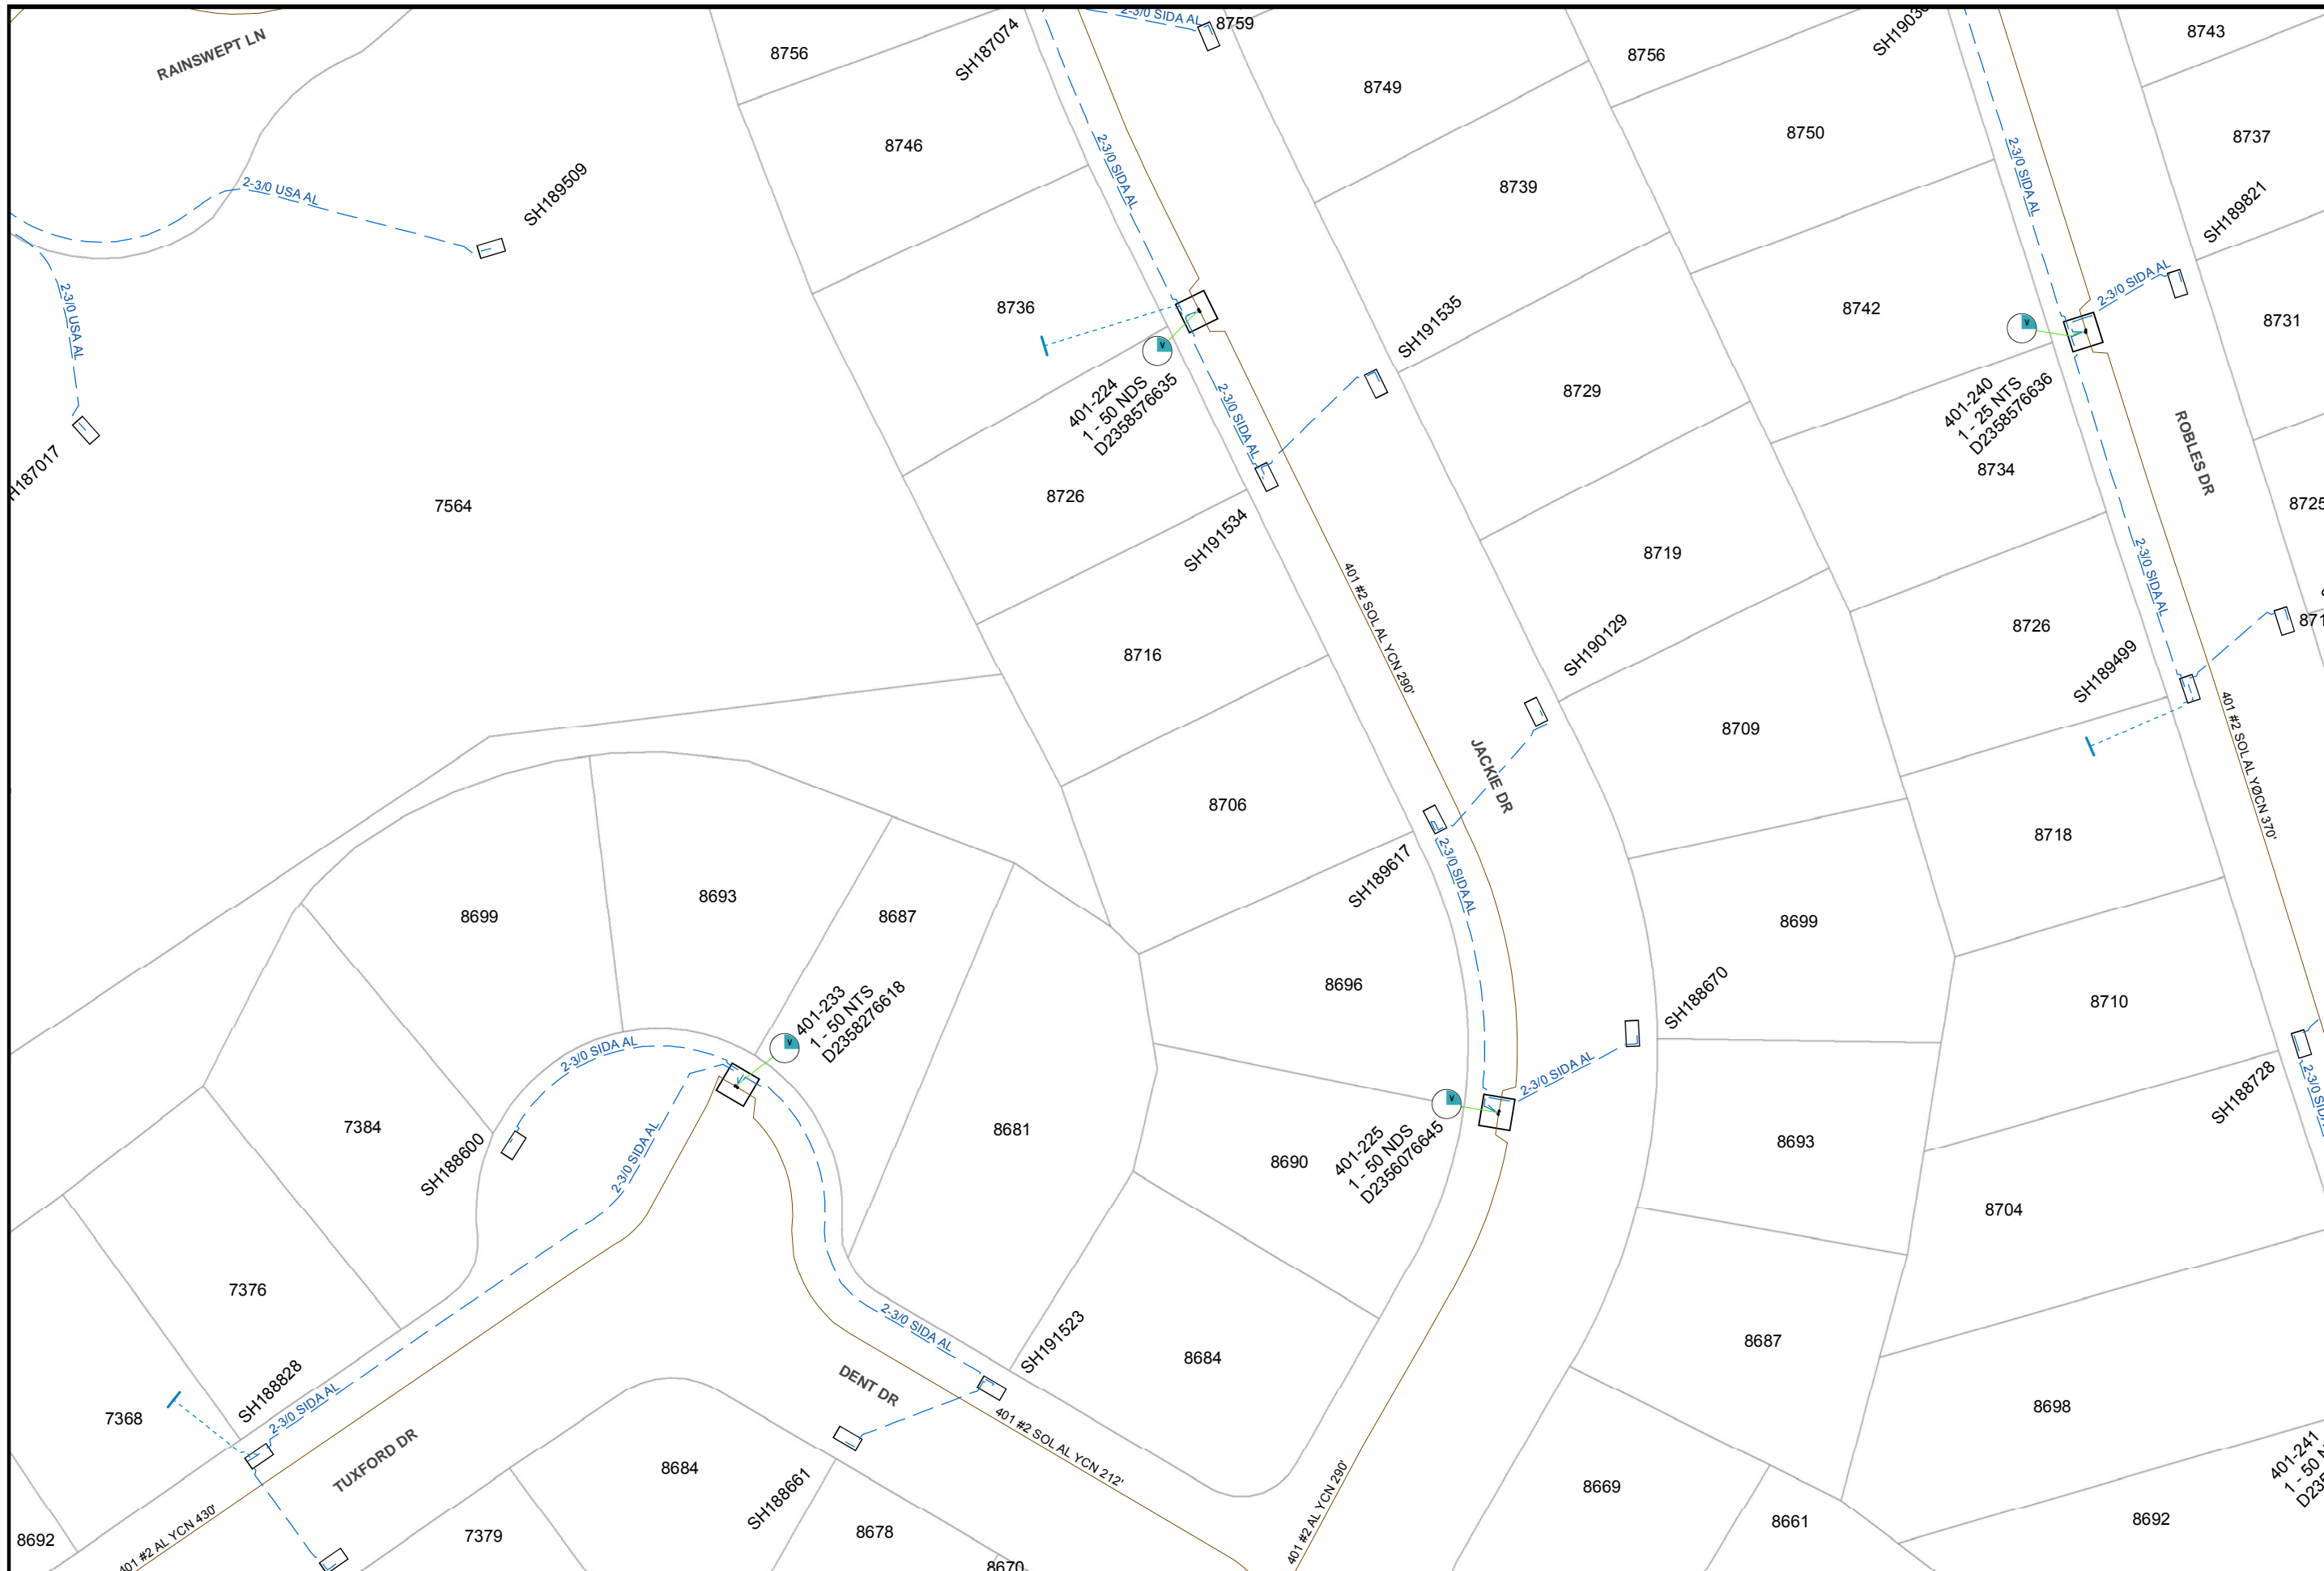 RAINSWEPT LN
8756
SH187074
2-3/0 SIDA AL
8759
8749
8756
8743
8746
2-3/0 SIDA AL
8739
8750
2-3/0 SIDA AL
8737
2-3/0 USA AL
SH189509
SH189821
2-3/0 USA AL
8736
SH191535
8742
V
2-3/0 SIDA AL
8731
V
401-224
1 - 50 NDS
D2358576635
2-3/0 SIDA AL
8729
401-240
1 - 25 NTS
D2358576636
ROBLES DR
7564
8726
SH191534
8734
8719
401 #2 SOL AL YCN 290'
2-3/0 SIDA AL
8716
SH190129
8726
SH189499
8709
JACKIE DR
401 #2 SOL AL YØCN 370'
8706
SH189617
2-3/0 SIDA AL
8718
8699
8693
8687
8699
8696
SH188670
8710
401-233
1 - 50 NTS
D2358276618
V
2-3/0 SIDA AL
2-3/0 SIDA AL
7384
SH188600
8681
8690
V
401-225
1 - 50 NDS
D2356076645
2-3/0 SIDA AL
8693
SH188728
8704
7376
2-3/0 SIDA AL
SH191523
8684
8687
7368
SH188828
2-3/0 SIDA AL
DENT DR
401 #2 SOL AL YCN 212'
8698
TUXFORD DR
8684
SH188661
8669
401-241
8692
401 #2 AL YCN 430'
7379
8678
8670
401 #2 AL YCN 290'
8661
8692